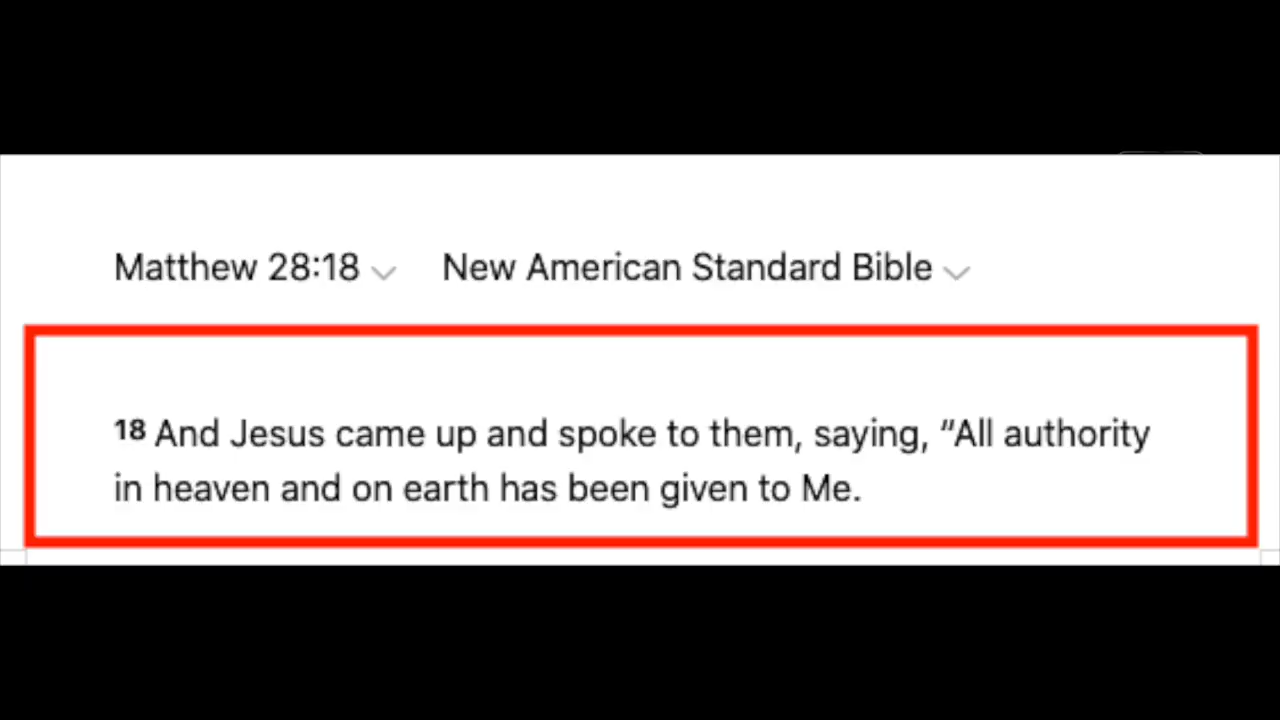 Matthew 28:18 New American Standard Bible
18 And Jesus came up and spoke to them, saying, “All authority
in heaven and on earth has been given to Me.